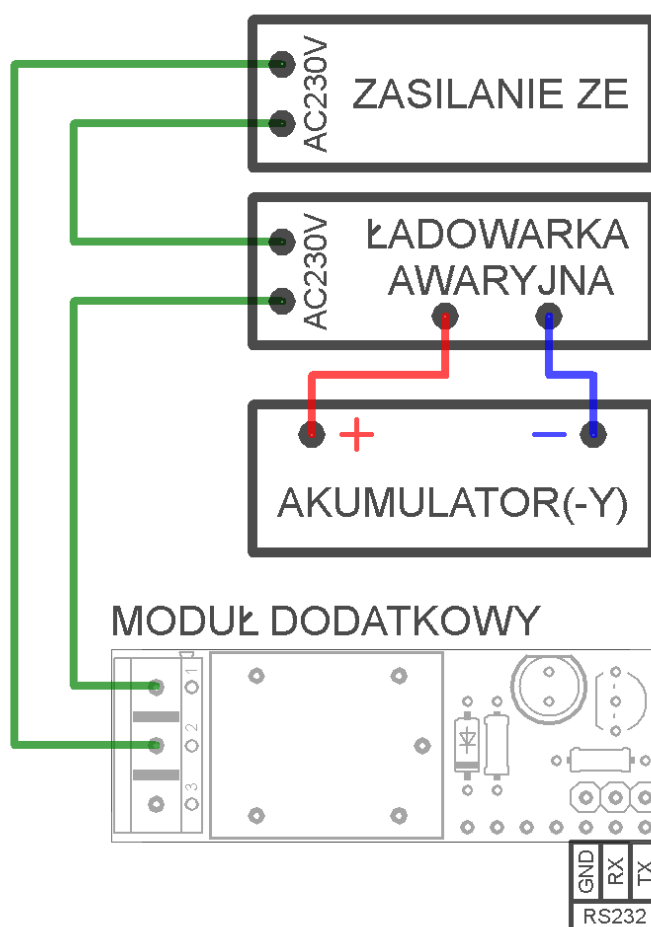 AC230V
ZASILANIE ZE
AC230V
ŁADOWARKA
AWARYJNA
+ -
AKUMULATOR(-Y)
MODUŁ DODATKOWY
1
2
3
GND RX TX
RS232